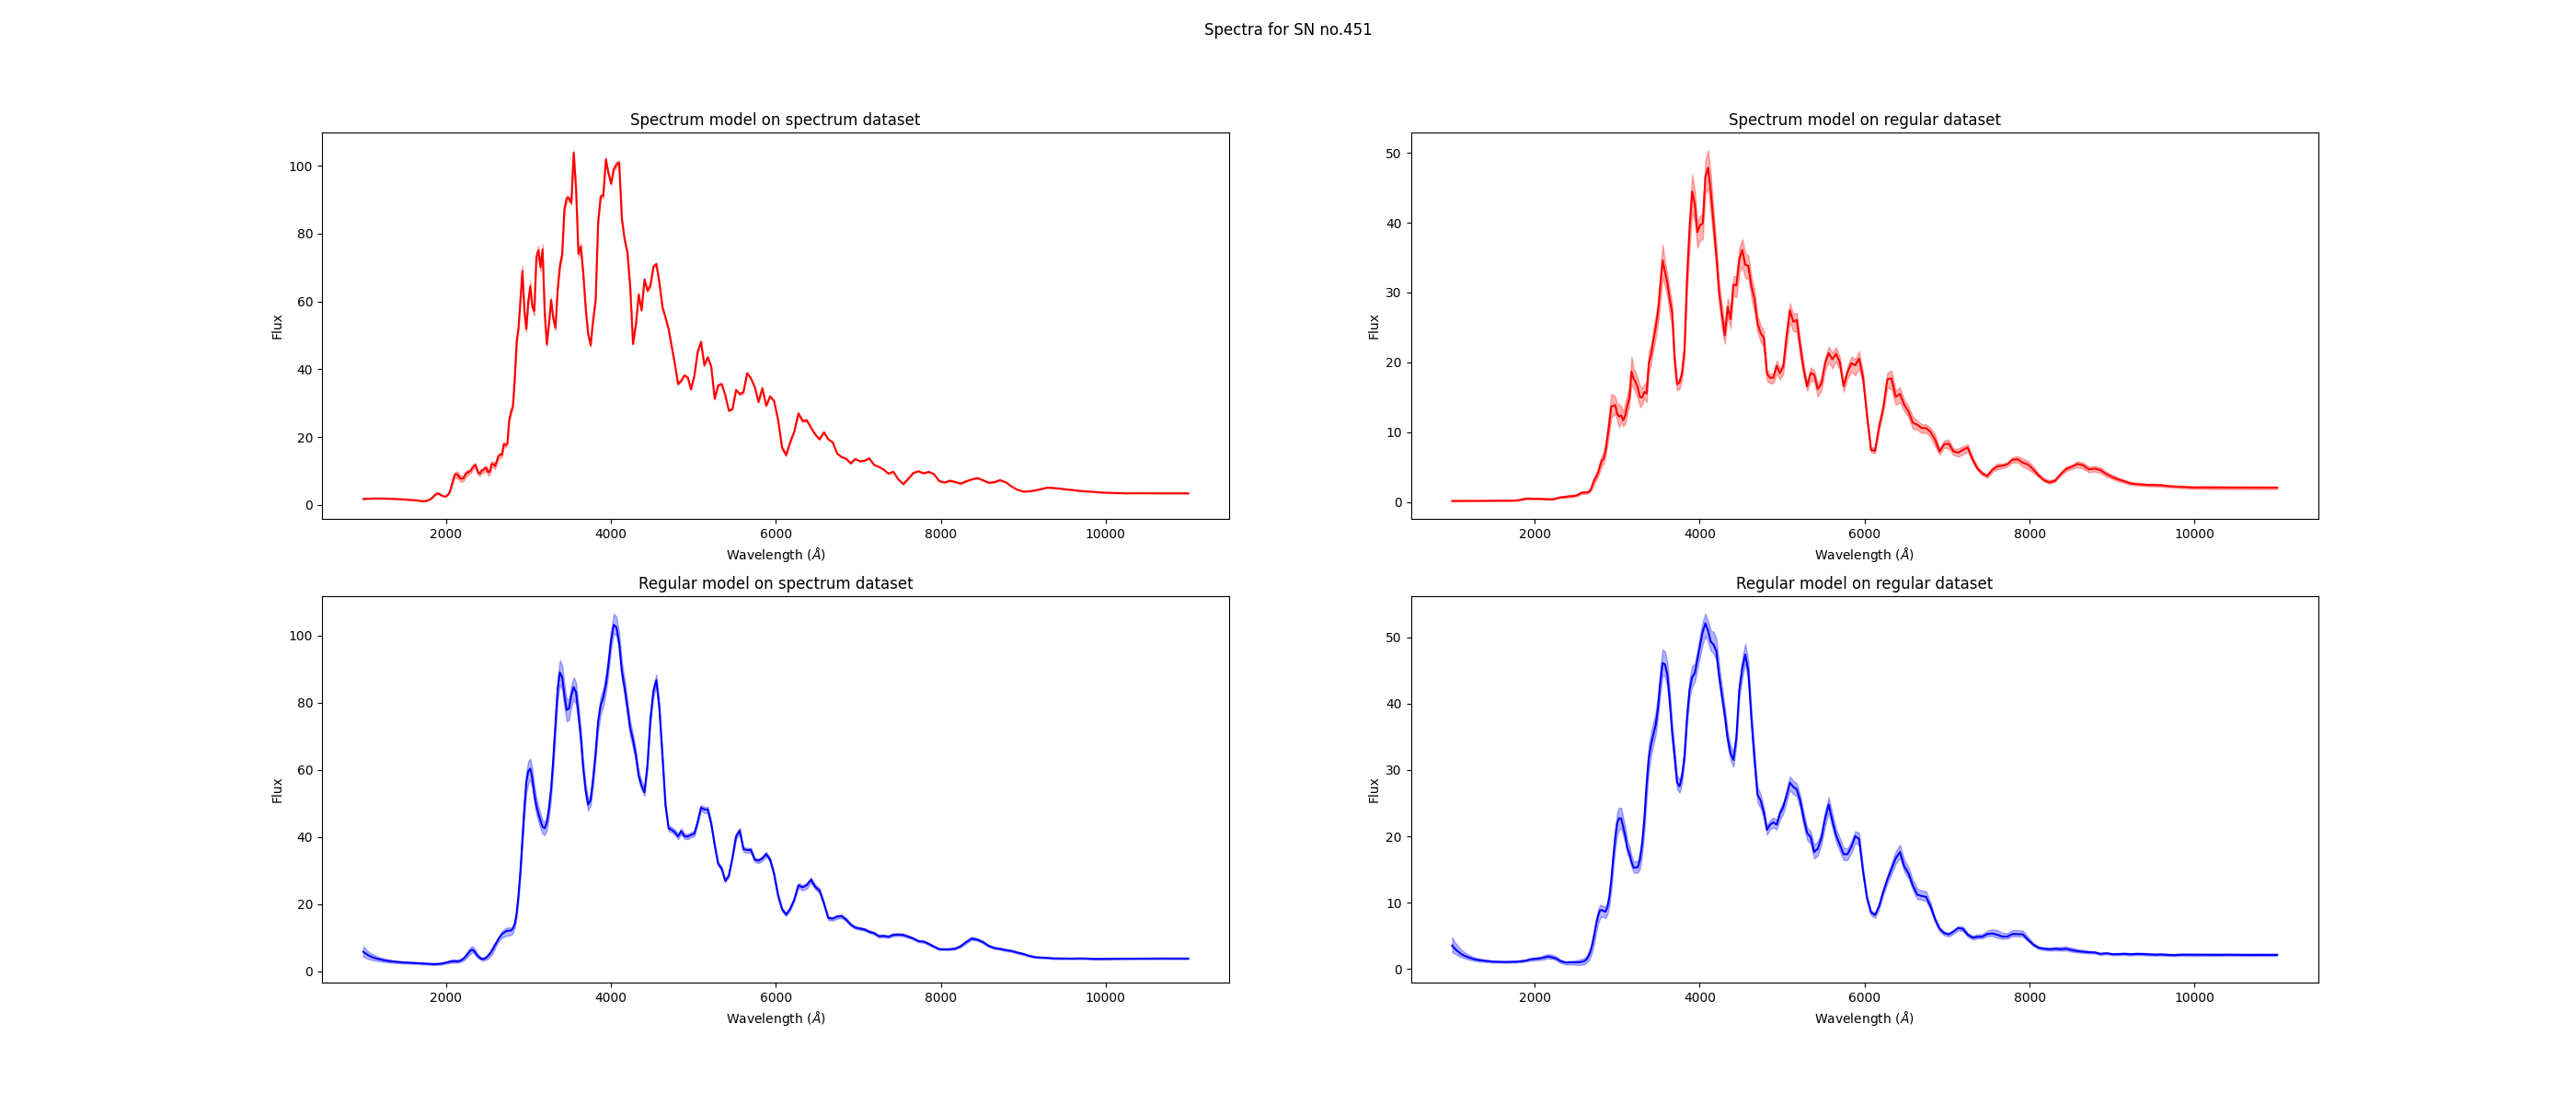 Spectra for SN no.451
Spectrum model on spectrum dataset
100
80
60
40
20
0
Flux
2000 4000 6000 8000 10000
Wavelength (Å)
Spectrum model on regular dataset
50
40
30
20
10
0
Flux
2000 4000 6000 8000 10000
Wavelength (Å)
Regular model on spectrum dataset
100
80
60
40
20
0
Flux
2000 4000 6000 8000 10000
Wavelength (Å)
Regular model on regular dataset
50
40
30
20
10
0
Flux
2000 4000 6000 8000 10000
Wavelength (Å)